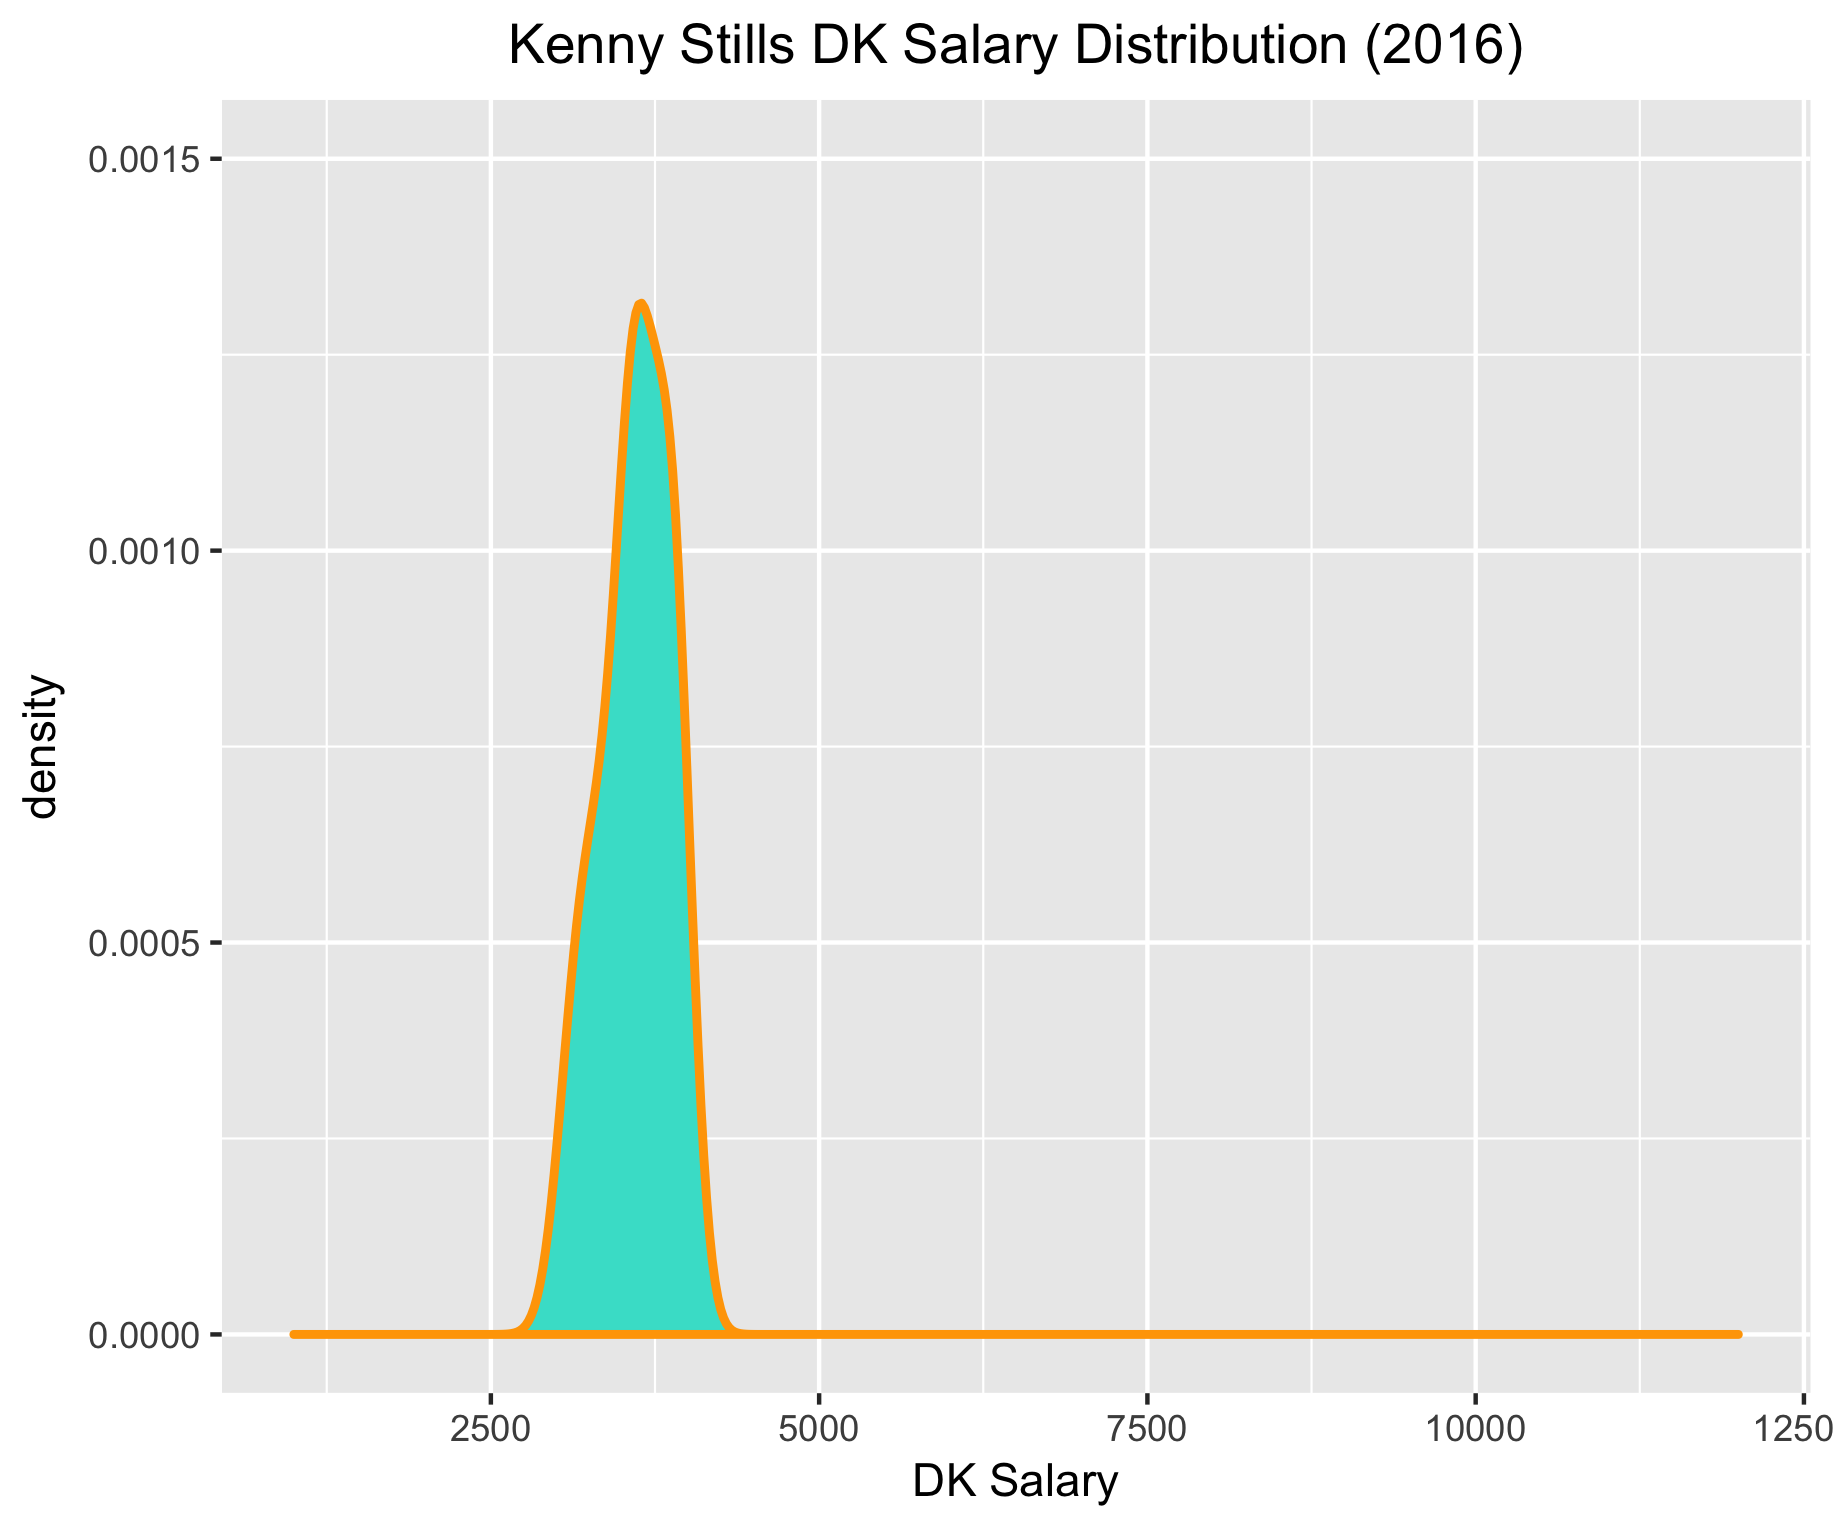 Kenny Stills DK Salary Distribution (2016)
0.0015
0.0010
0.0005
0.0000
density
2500 5000 7500 10000 1250
DK Salary